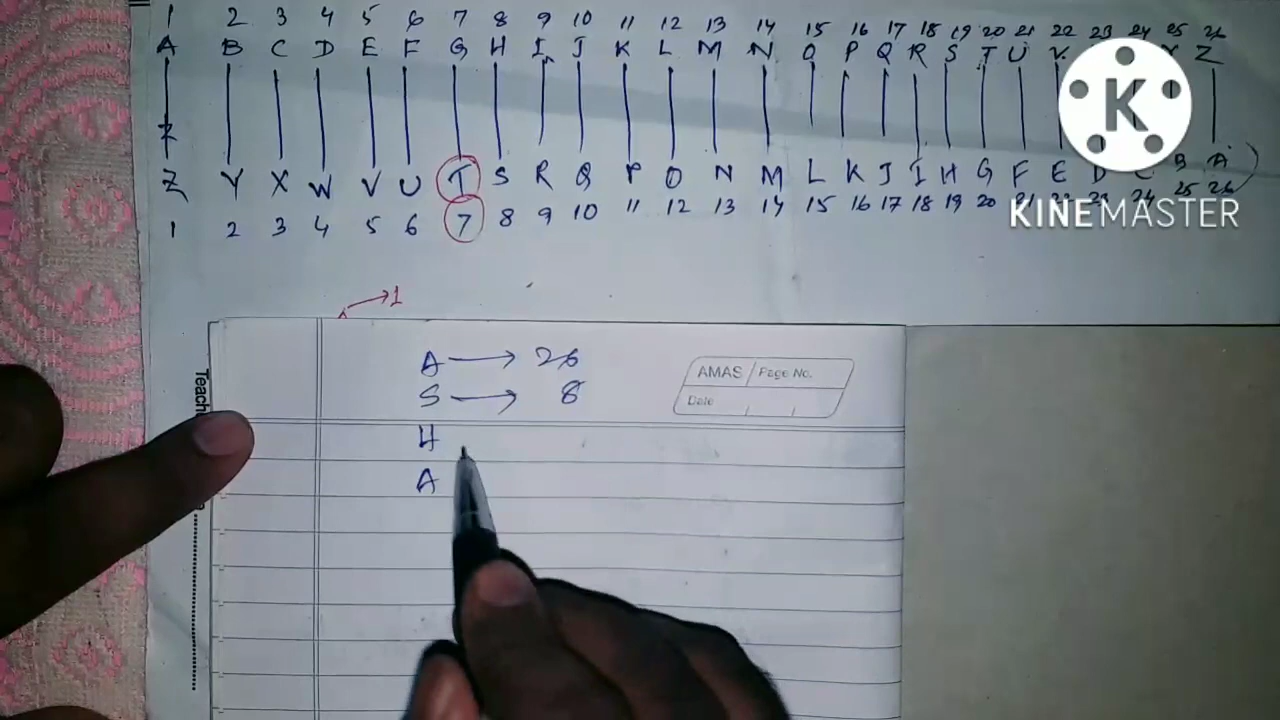 1 2 3 4 5 6 7 8 9 10 11 12 13 14 15 16 17 18 19 20 21 22 23 24 25 26
A B C D E F G H I J K L M N O P Q R S T U V Z
Z
Z Y X W V U T S R Q P O N M L K J I H G F E D C B A
1 2 3 4 5 6 7 8 9 10 11 12 13 14 15 16 17 18 19 20 21 22 23 24 25 26
K
KINEMASTER
→ 1
A → 26
S → 8
H
A
AMAS Page No.
Date
Teach